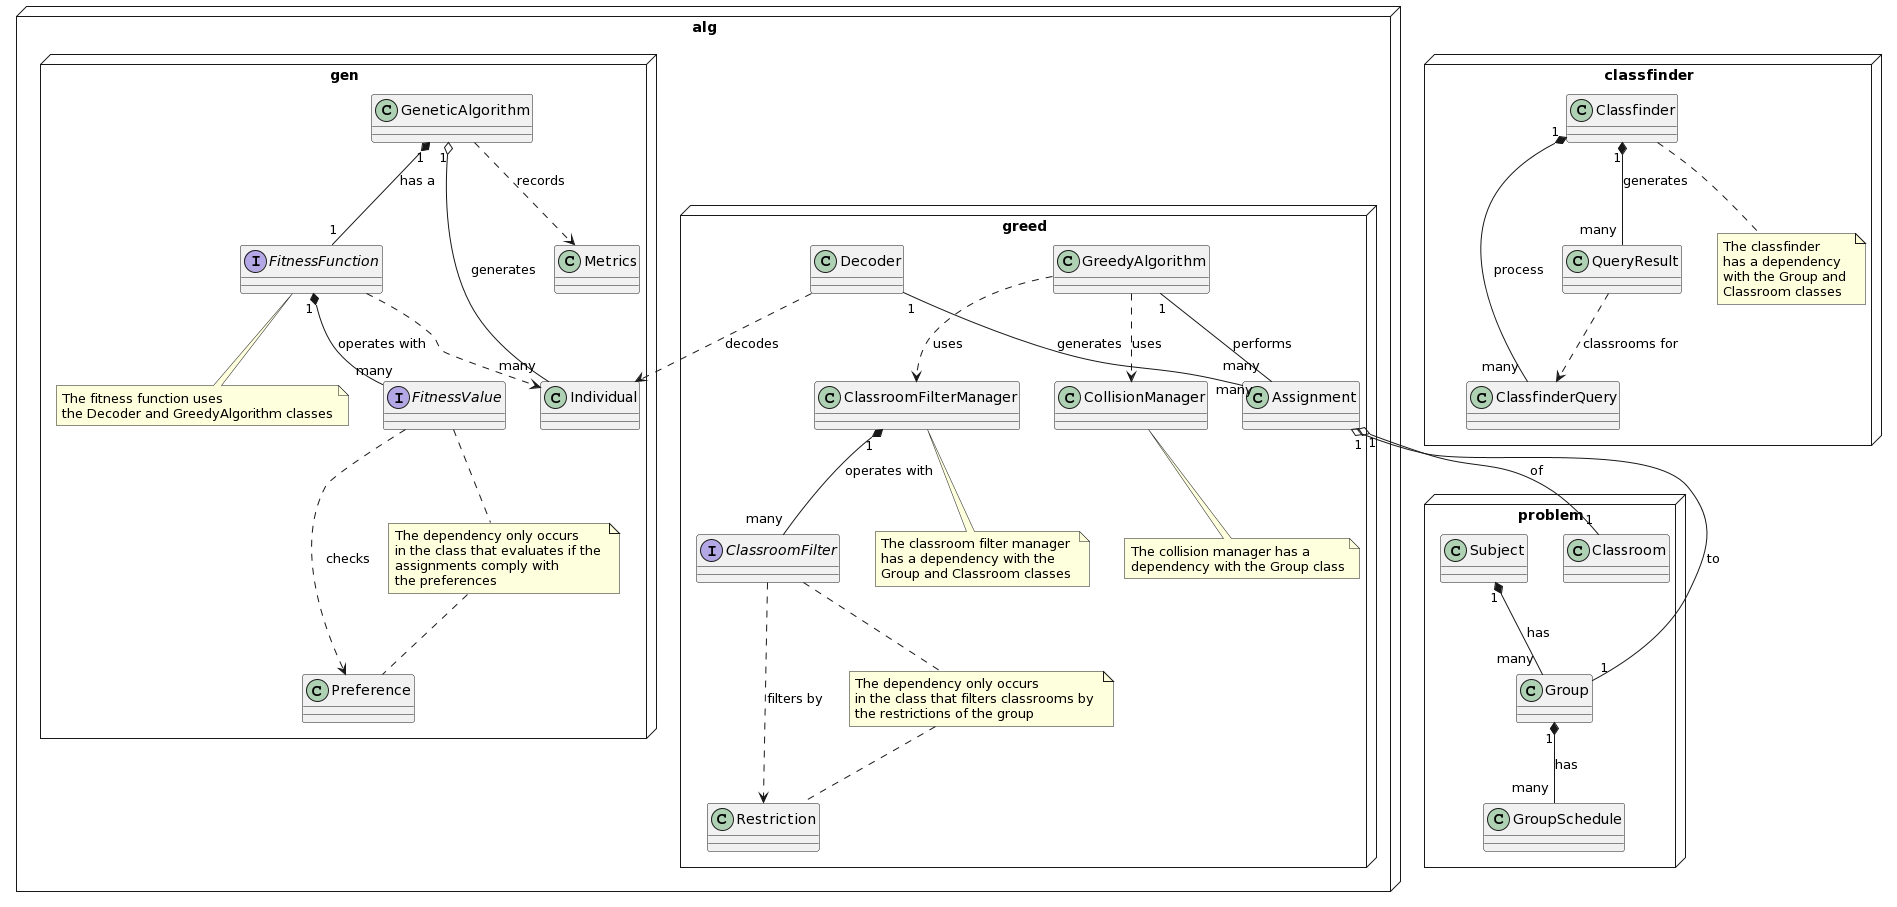 alg
gen
C GeneticAlgorithm
1
1
has a
records
1
I FitnessFunction
C Metrics
generates
1
operates with
many
many
The fitness function uses
the Decoder and GreedyAlgorithm classes
I FitnessValue
C Individual
checks
The dependency only occurs
in the class that evaluates if the
assignments comply with
the preferences
C Preference
greed
C Decoder
C GreedyAlgorithm
1
1
decodes
uses
generates
uses
performs
many
many
C ClassroomFilterManager
C CollisionManager
C Assignment
1
1
1
operates with
many
I ClassroomFilter
The classroom filter manager
has a dependency with the
Group and Classroom classes
The collision manager has a
dependency with the Group class
filters by
The dependency only occurs
in the class that filters classrooms by
the restrictions of the group
C Restriction
classfinder
C Classfinder
1
1
generates
many
process
C QueryResult
The classfinder
has a dependency
with the Group and
Classroom classes
classrooms for
many
C ClassfinderQuery
of
to
problem
1
C Subject
C Classroom
1
has
many
1
C Group
1
has
many
C GroupSchedule